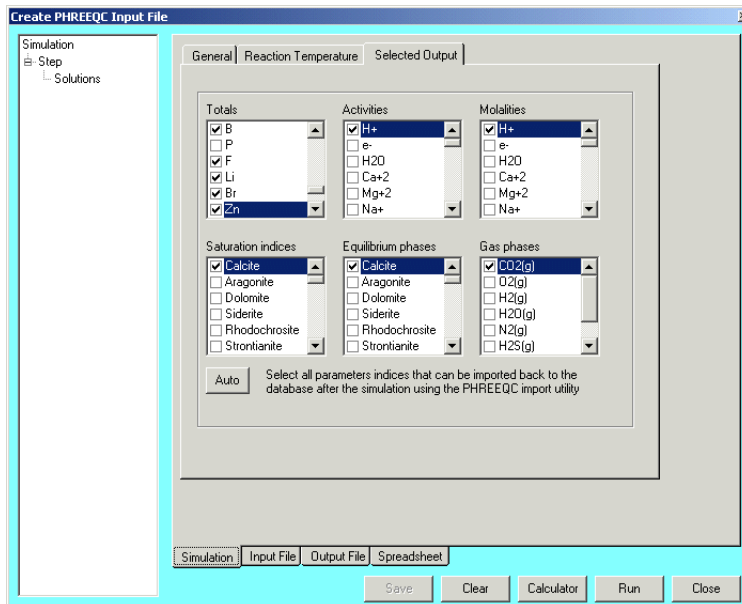 Create PHREEQC Input File
Simulation
Step
Solutions
General
Reaction Temperature
Selected Output
Totals
B
P
F
Li
Br
Zn
Activities
H+
e-
H2O
Ca+2
Mg+2
Na+
Molalities
H+
e-
H2O
Ca+2
Mg+2
Na+
Saturation indices
Calcite
Aragonite
Dolomite
Siderite
Rhodochrosite
Strontianite
Equilibrium phases
Calcite
Aragonite
Dolomite
Siderite
Rhodochrosite
Strontianite
Gas phases
CO2(g)
O2(g)
H2(g)
H2O(g)
N2(g)
H2S(g)
Auto
Select all parameters indices that can be imported back to the
database after the simulation using the PHREEQC import utility
Simulation
Input File
Output File
Spreadsheet
Save
Clear
Calculator
Run
Close